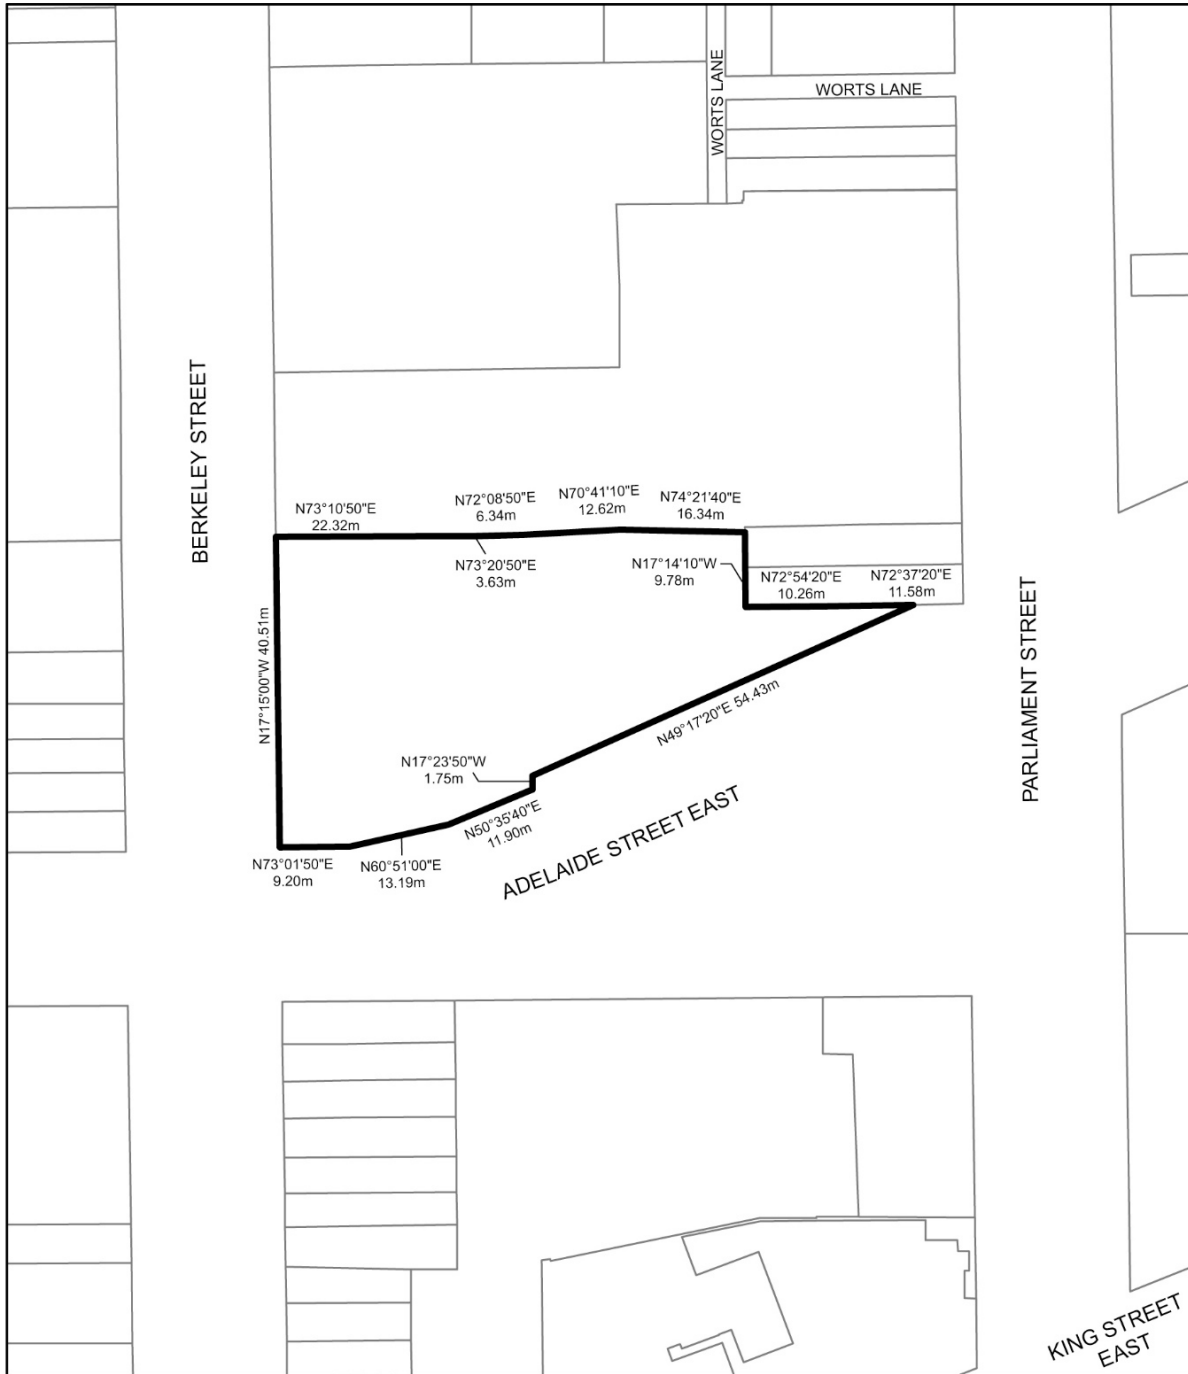 WORTS LANE
WORTS LANE
BERKELEY STREET
N73°10'50"E
22.32m
N72°08'50"E
6.34m
N70°41'10"E
12.62m
N74°21'40"E
16.34m
N73°20'50"E
3.63m
N17°14'10"W
9.78m
N72°54'20"E
10.26m
N72°37'20"E
11.58m
N17°15'00"W 40.51m
PARLIAMENT STREET
N49°17'20"E 54.43m
N17°23'50"W
1.75m
N50°35'40"E
11.90m
ADELAIDE STREET EAST
N73°01'50"E
9.20m
N60°51'00"E
13.19m
KING STREET
EAST